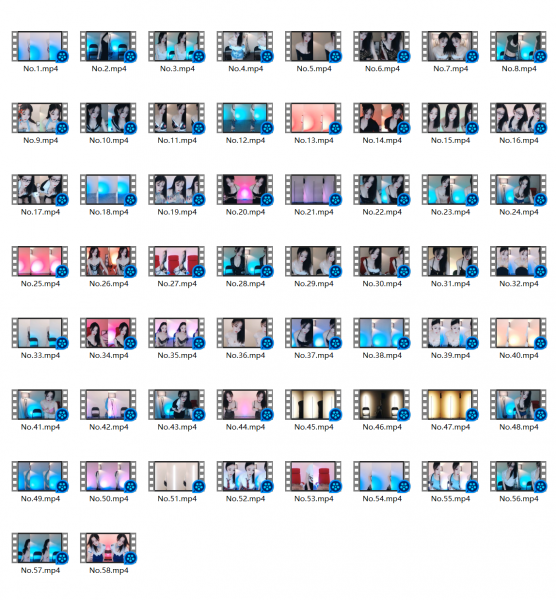 No.1.mp4 No.2.mp4 No.3.mp4 No.4.mp4 No.5.mp4 No.6.mp4 No.7.mp4 No.8.mp4
No.9.mp4 No.10.mp4 No.11.mp4 No.12.mp4 No.13.mp4 No.14.mp4 No.15.mp4 No.16.mp4
No.17.mp4 No.18.mp4 No.19.mp4 No.20.mp4 No.21.mp4 No.22.mp4 No.23.mp4 No.24.mp4
No.25.mp4 No.26.mp4 No.27.mp4 No.28.mp4 No.29.mp4 No.30.mp4 No.31.mp4 No.32.mp4
No.33.mp4 No.34.mp4 No.35.mp4 No.36.mp4 No.37.mp4 No.38.mp4 No.39.mp4 No.40.mp4
No.41.mp4 No.42.mp4 No.43.mp4 No.44.mp4 No.45.mp4 No.46.mp4 No.47.mp4 No.48.mp4
No.49.mp4 No.50.mp4 No.51.mp4 No.52.mp4 No.53.mp4 No.54.mp4 No.55.mp4 No.56.mp4
No.57.mp4 No.58.mp4